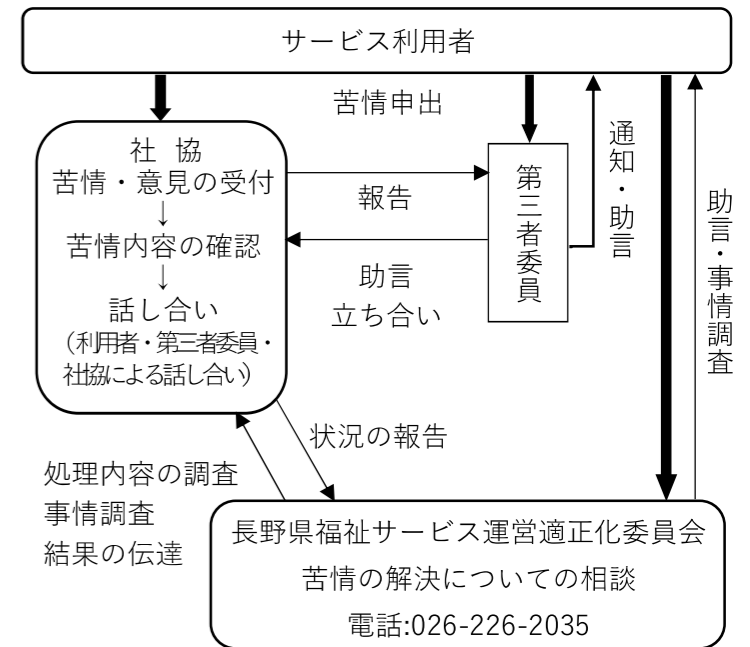 サービス利用者
苦情申出
社 協
苦情・意見の受付
↓
苦情内容の確認
↓
話し合い
（利用者・第三者委員・
社協による話し合い）
報告
助言
立ち合い
第三者委員
通知・助言
助言・事情調査
状況の報告
処理内容の調査
事情調査
結果の伝達
長野県福祉サービス運営適正化委員会
苦情の解決についての相談
電話:026-226-2035